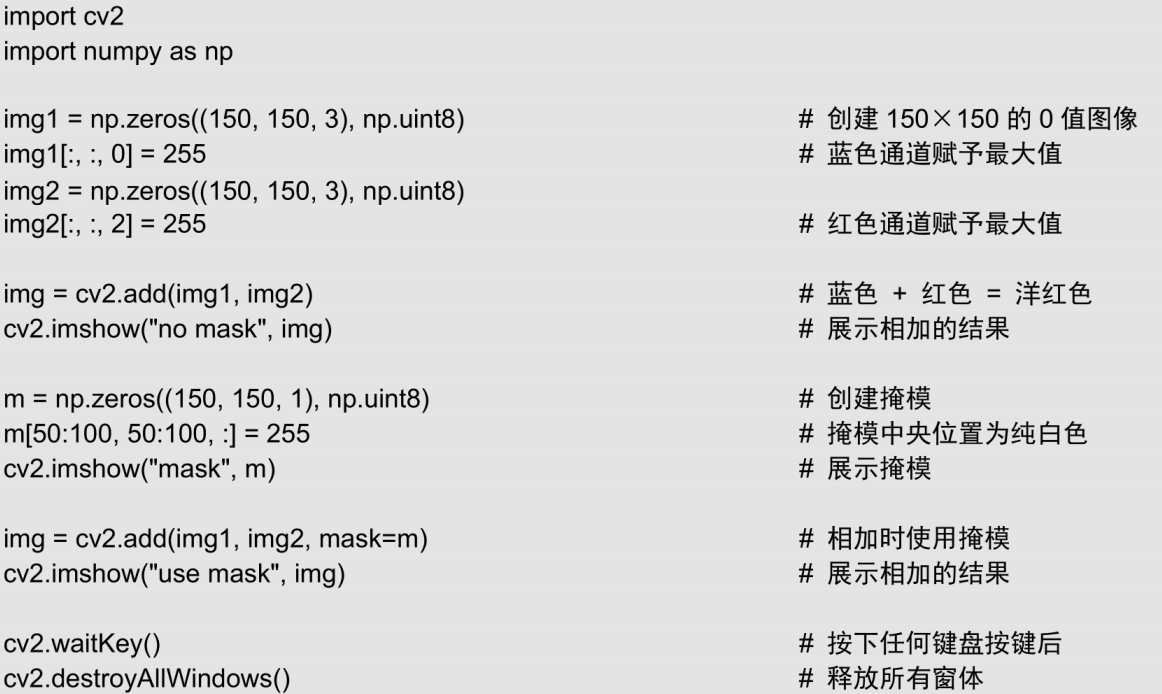 import cv2
import numpy as np
img1 = np.zeros((150, 150, 3), np.uint8) # 创建 150×150 的 0 值图像
img1[:, :, 0] = 255 # 蓝色通道赋予最大值
img2 = np.zeros((150, 150, 3), np.uint8)
img2[:, :, 2] = 255 # 红色通道赋予最大值
img = cv2.add(img1, img2) # 蓝色 + 红色 = 洋红色
cv2.imshow("no mask", img) # 展示相加的结果
m = np.zeros((150, 150, 1), np.uint8) # 创建掩模
m[50:100, 50:100, :] = 255 # 掩模中央位置为纯白色
cv2.imshow("mask", m) # 展示掩模
img = cv2.add(img1, img2, mask=m) # 相加时使用掩模
cv2.imshow("use mask", img) # 展示相加的结果
cv2.waitKey() # 按下任何键盘按键后
cv2.destroyAllWindows() # 释放所有窗体